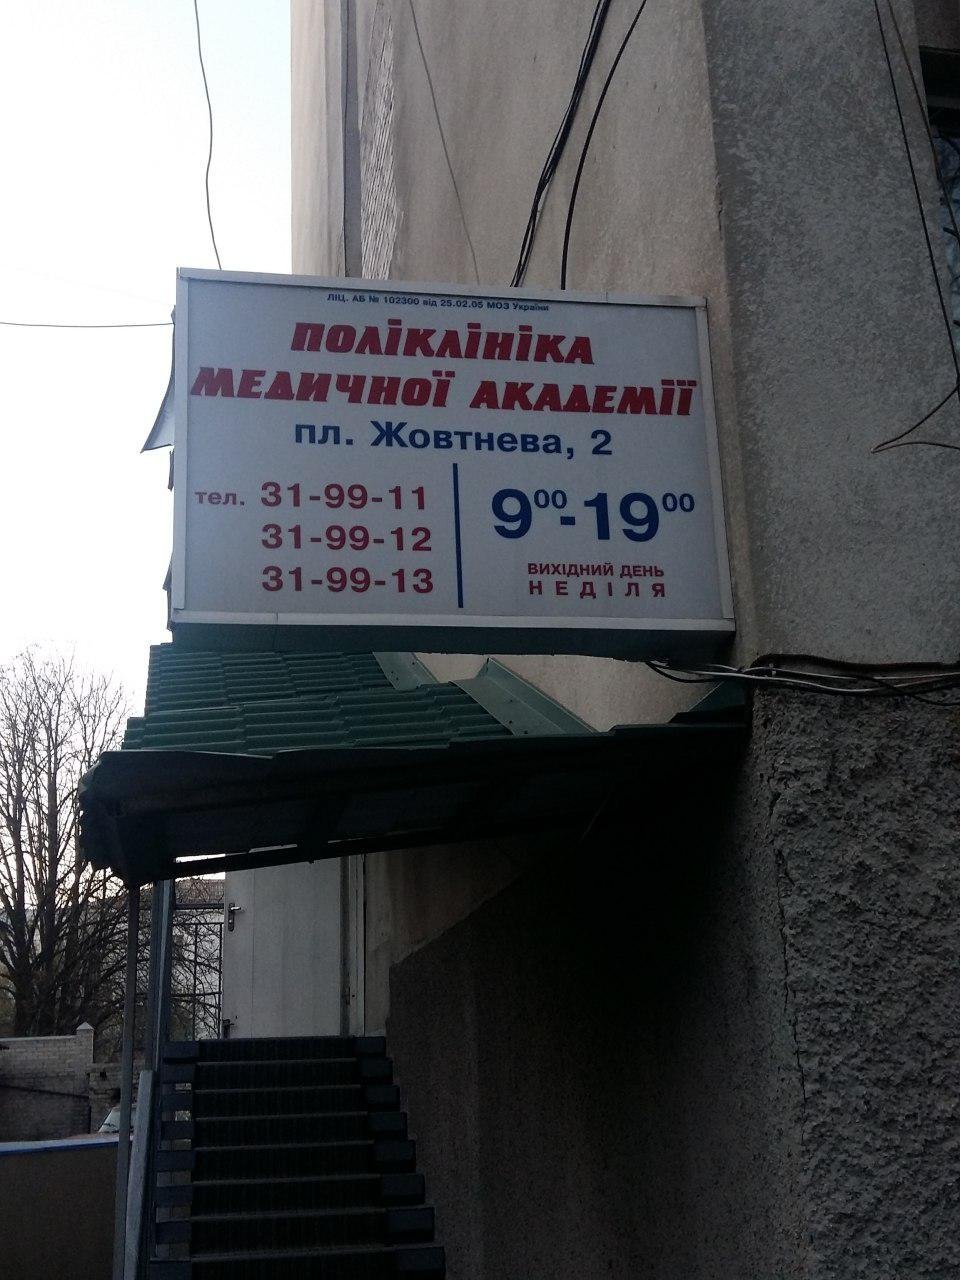 ЛІЦ. АБ № 102300 від 25.02.05 МОЗ України
ПОЛІКЛІНІКА
МЕДИЧНОЇ АКАДЕМІЇ
пл. Жовтнева, 2
тел. 31-99-11
31-99-12
31-99-13
9⁰⁰-19⁰⁰
ВИХІДНИЙ ДЕНЬ
НЕДІЛЯ